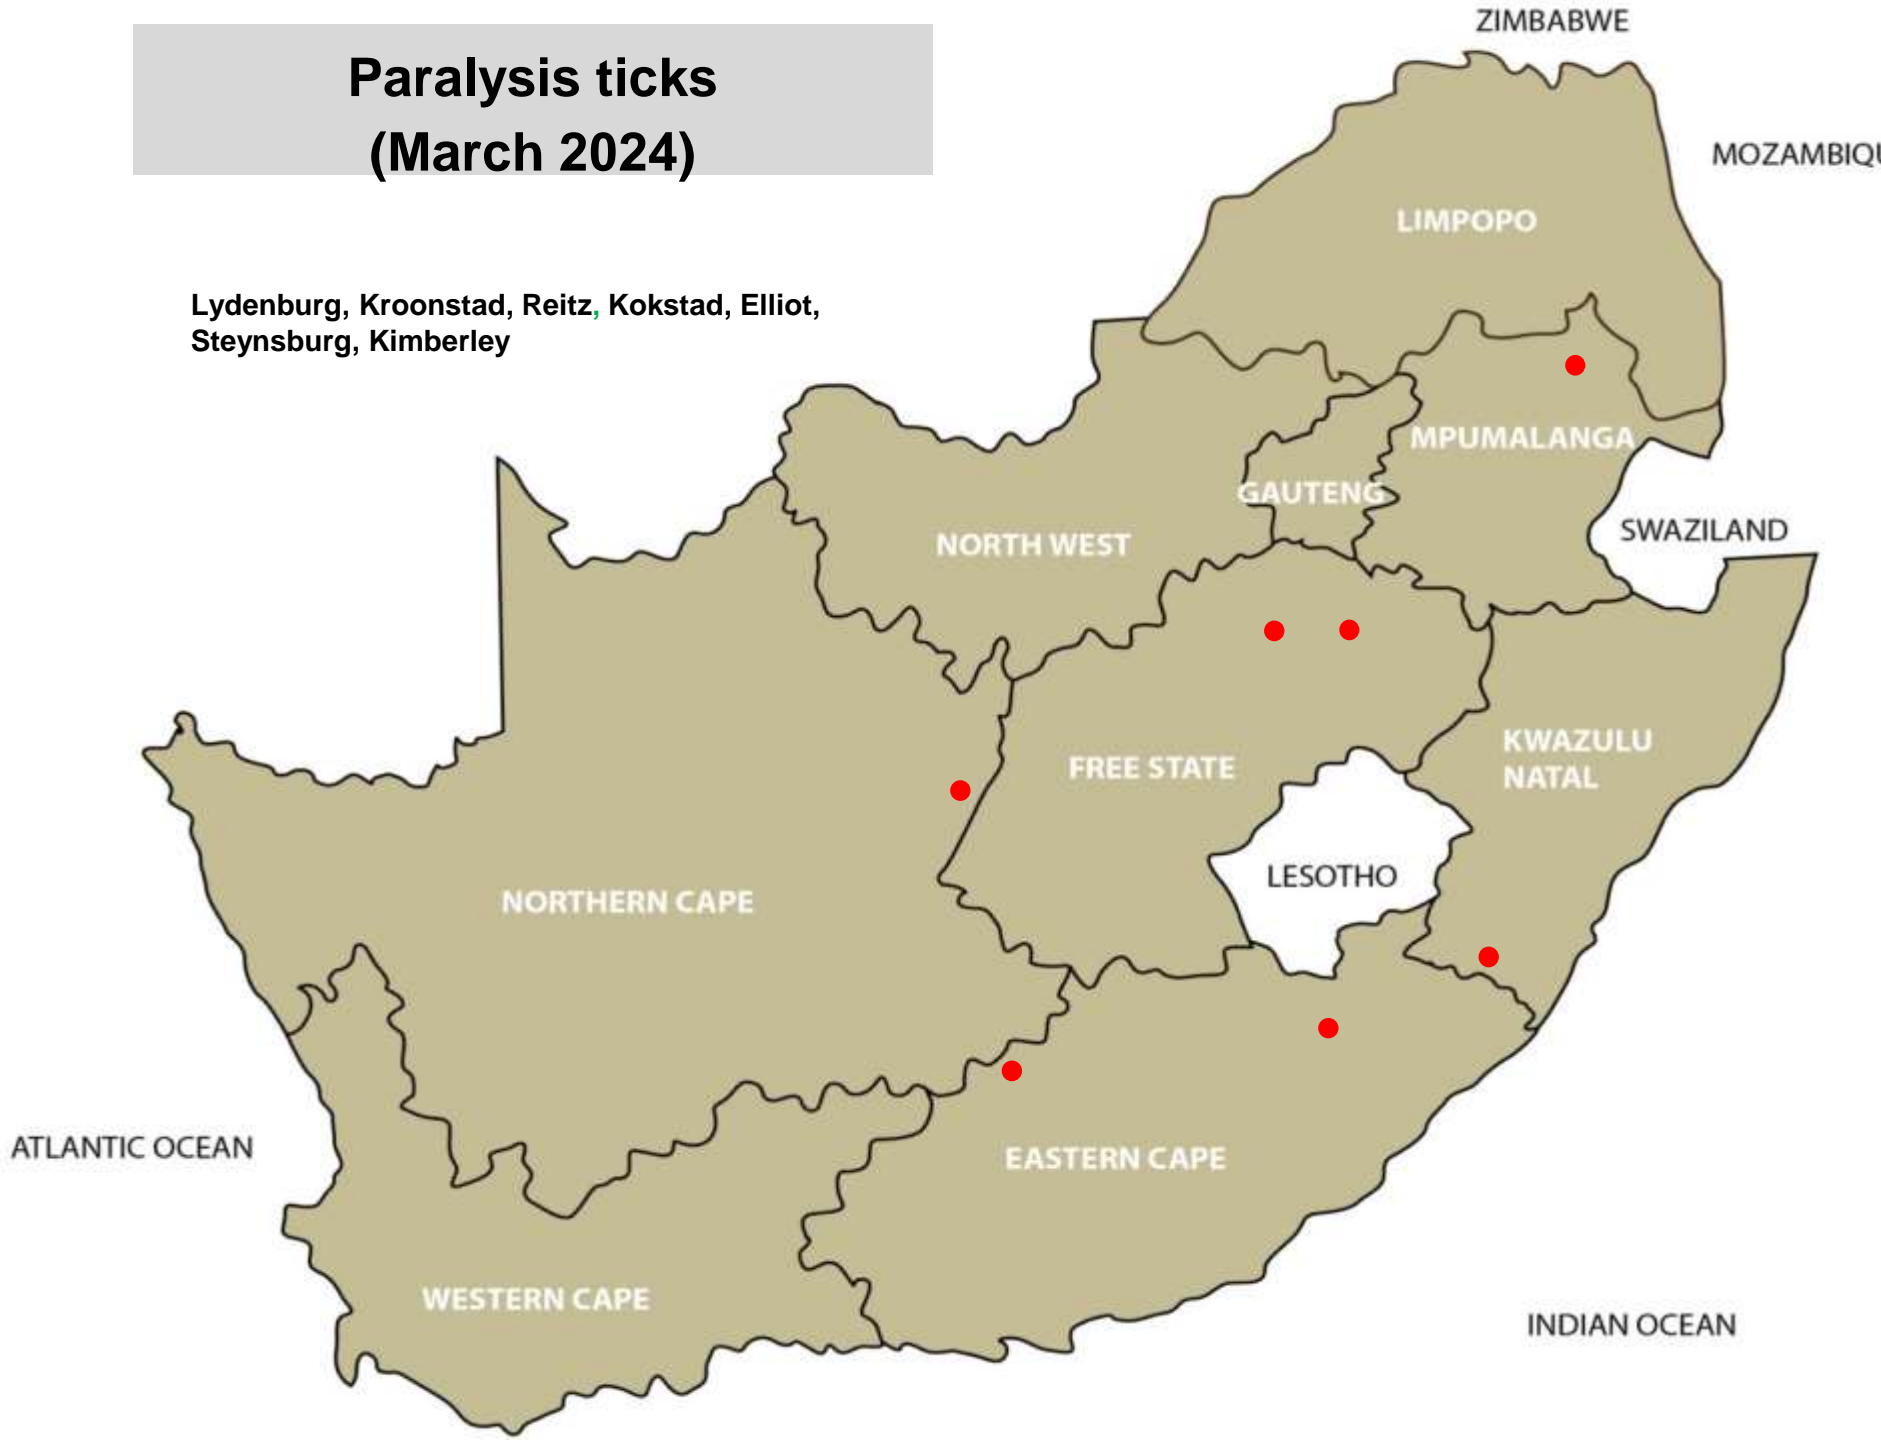 ZIMBABWE
Paralysis ticks
(March 2024)
MOZAMBIQU
LIMPOPO
Lydenburg, Kroonstad, Reitz, Kokstad, Elliot,
Steynsburg, Kimberley
MPUMALANGA
GAUTENG
SWAZILAND
NORTH WEST
KWAZULU
NATAL
FREE STATE
LESOTHO
NORTHERN CAPE
ATLANTIC OCEAN
EASTERN CAPE
WESTERN CAPE
INDIAN OCEAN